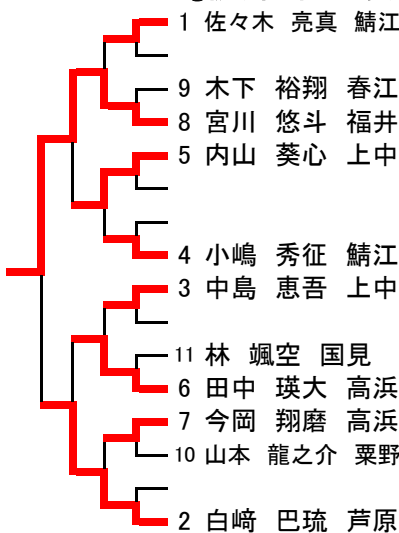 1 佐々木 亮真 鯖江
9 木下 裕翔 春江
8 宮川 悠斗 福井
5 内山 葵心 上中
4 小嶋 秀征 鯖江
3 中島 恵吾 上中
11 林 颯空 国見
6 田中 瑛大 高浜
7 今岡 翔磨 高浜
10 山本 龍之介 粟野
2 白﨑 巴琉 芦原